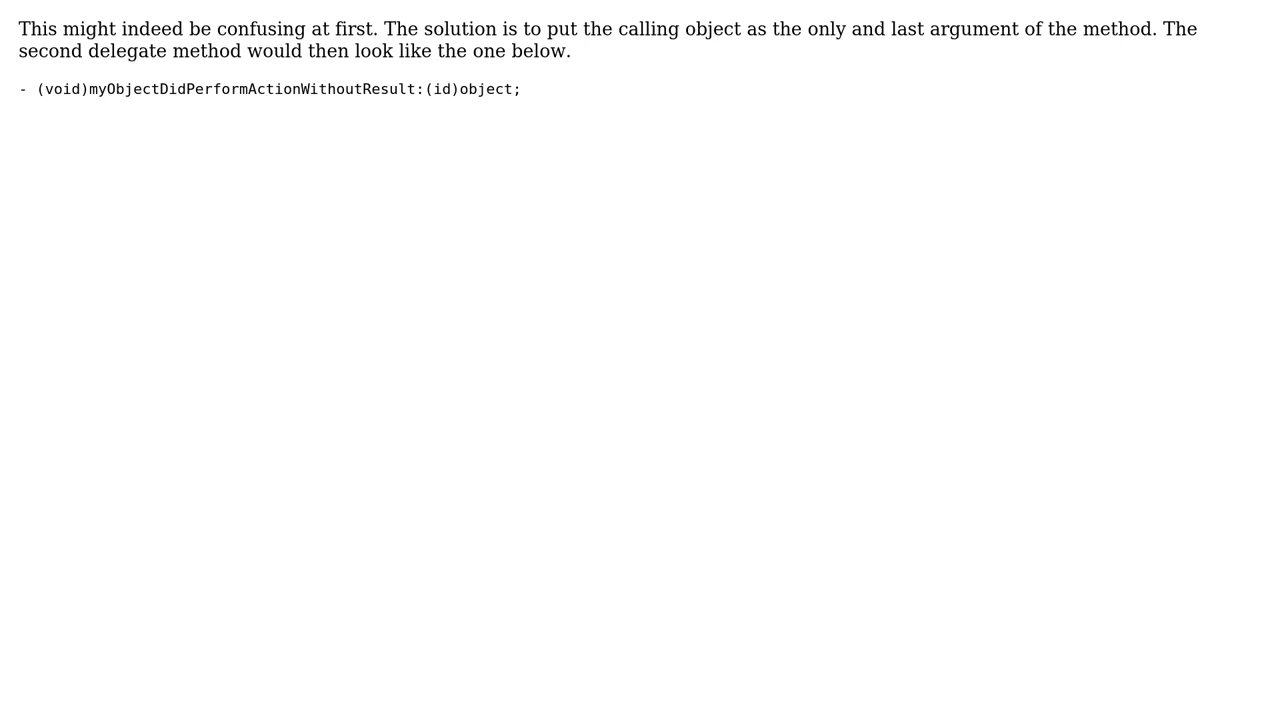 This might indeed be confusing at first. The solution is to put the calling object as the only and last argument of the method. The
second delegate method would then look like the one below.
- (void)myObjectDidPerformActionWithoutResult:(id)object;